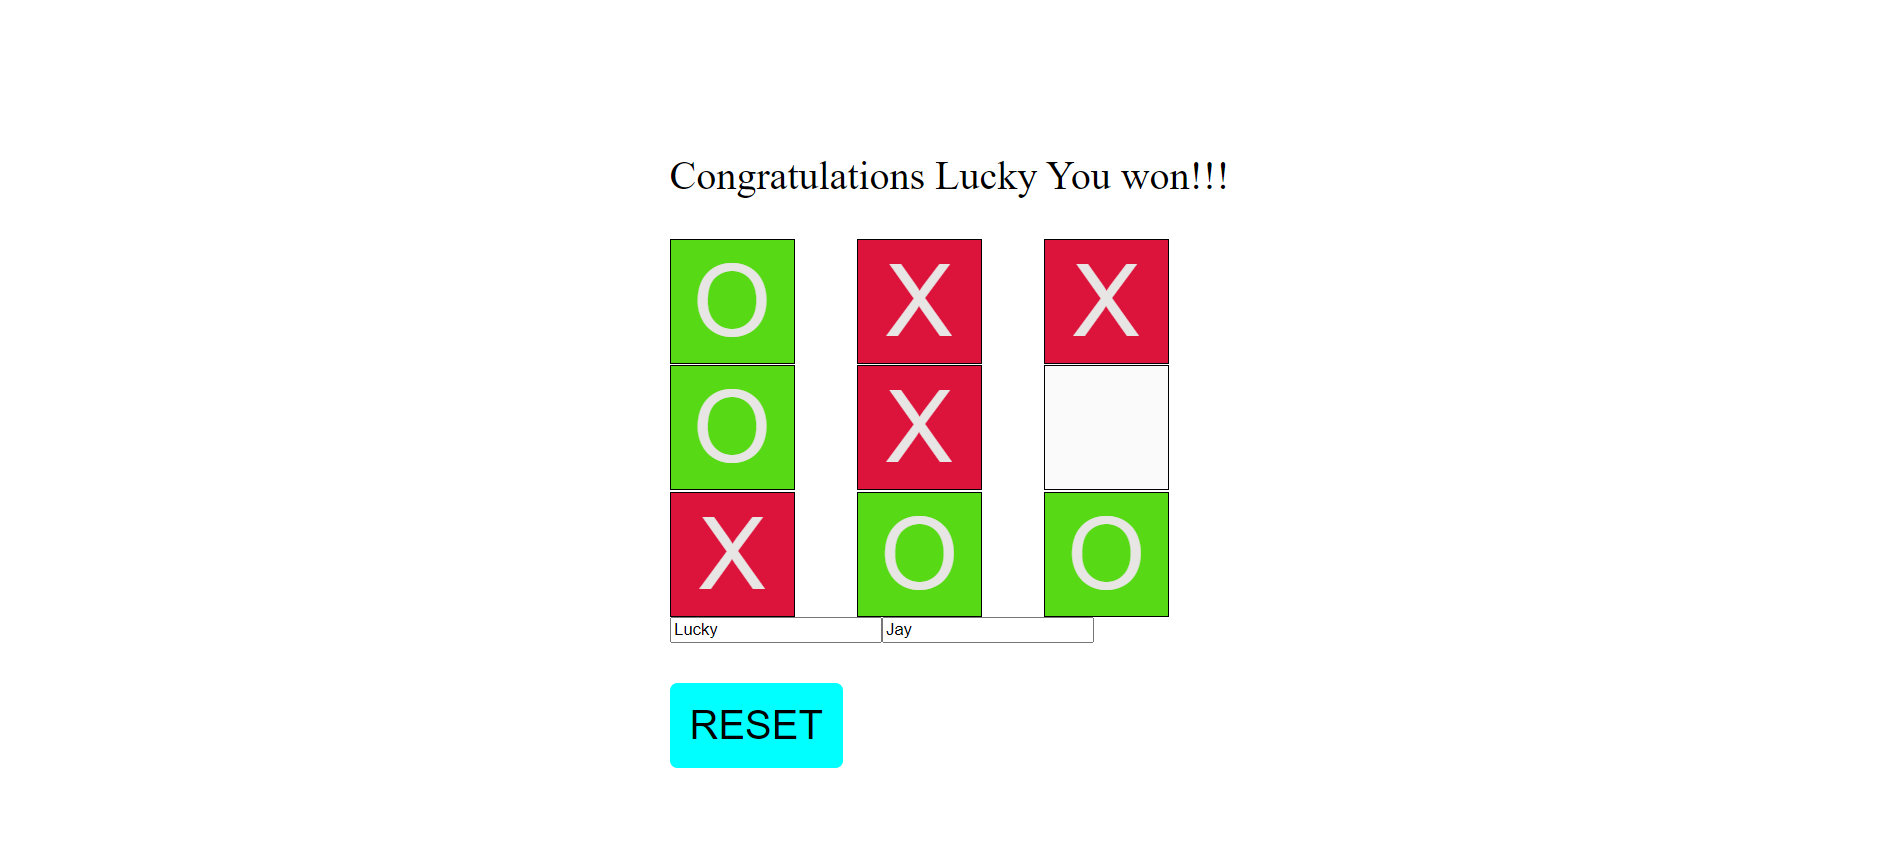 Congratulations Lucky You won!!!
O X X
O X
X O O
Lucky Jay
RESET